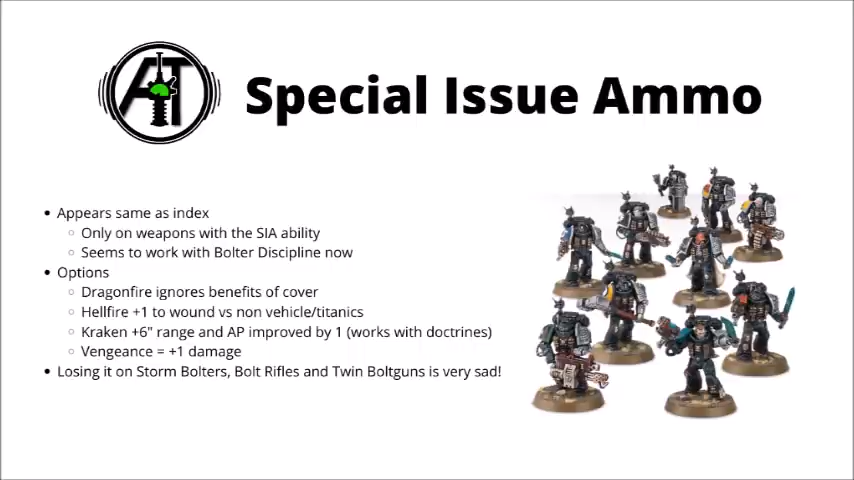 AT
Special Issue Ammo
• Appears same as index
○ Only on weapons with the SIA ability
○ Seems to work with Bolter Discipline now
• Options
○ Dragonfire ignores benefits of cover
○ Hellfire +1 to wound vs non vehicle/titanics
○ Kraken +6" range and AP improved by 1 (works with doctrines)
○ Vengeance = +1 damage
• Losing it on Storm Bolters, Bolt Rifles and Twin Boltguns is very sad!